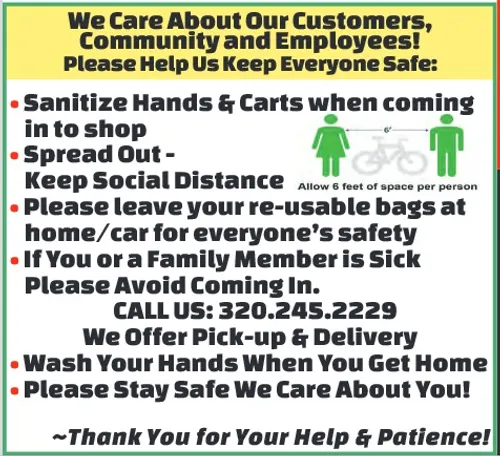 We Care About Our Customers,
Community and Employees!
Please Help Us Keep Everyone Safe:
• Sanitize Hands & Carts when coming
in to shop
6'
• Spread Out -
Keep Social Distance
Allow 6 feet of space per person
• Please leave your re-usable bags at
home/car for everyone's safety
• If You or a Family Member is Sick
Please Avoid Coming In.
CALL US: 320.245.2229
We Offer Pick-up & Delivery
• Wash Your Hands When You Get Home
• Please Stay Safe We Care About You!
~Thank You for Your Help & Patience!